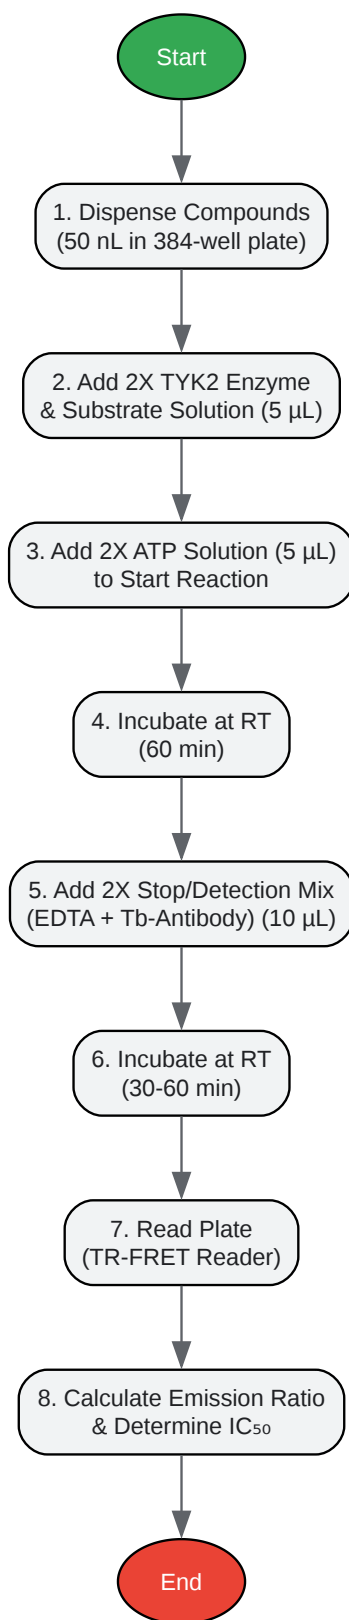 Start
1. Dispense Compounds
(50 nL in 384-well plate)
2. Add 2X TYK2 Enzyme
& Substrate Solution (5 µL)
3. Add 2X ATP Solution (5 µL)
to Start Reaction
4. Incubate at RT
(60 min)
5. Add 2X Stop/Detection Mix
(EDTA + Tb-Antibody) (10 µL)
6. Incubate at RT
(30-60 min)
7. Read Plate
(TR-FRET Reader)
8. Calculate Emission Ratio
& Determine IC₅₀
End